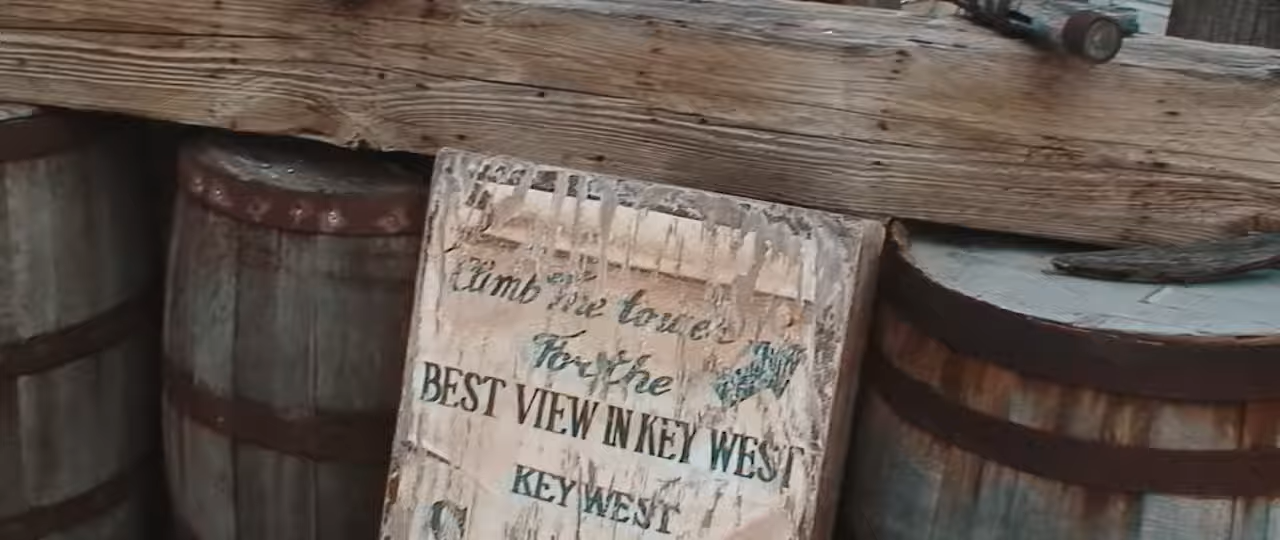 Climb the tower
For the
BEST VIEW IN KEY WEST
KEY WEST